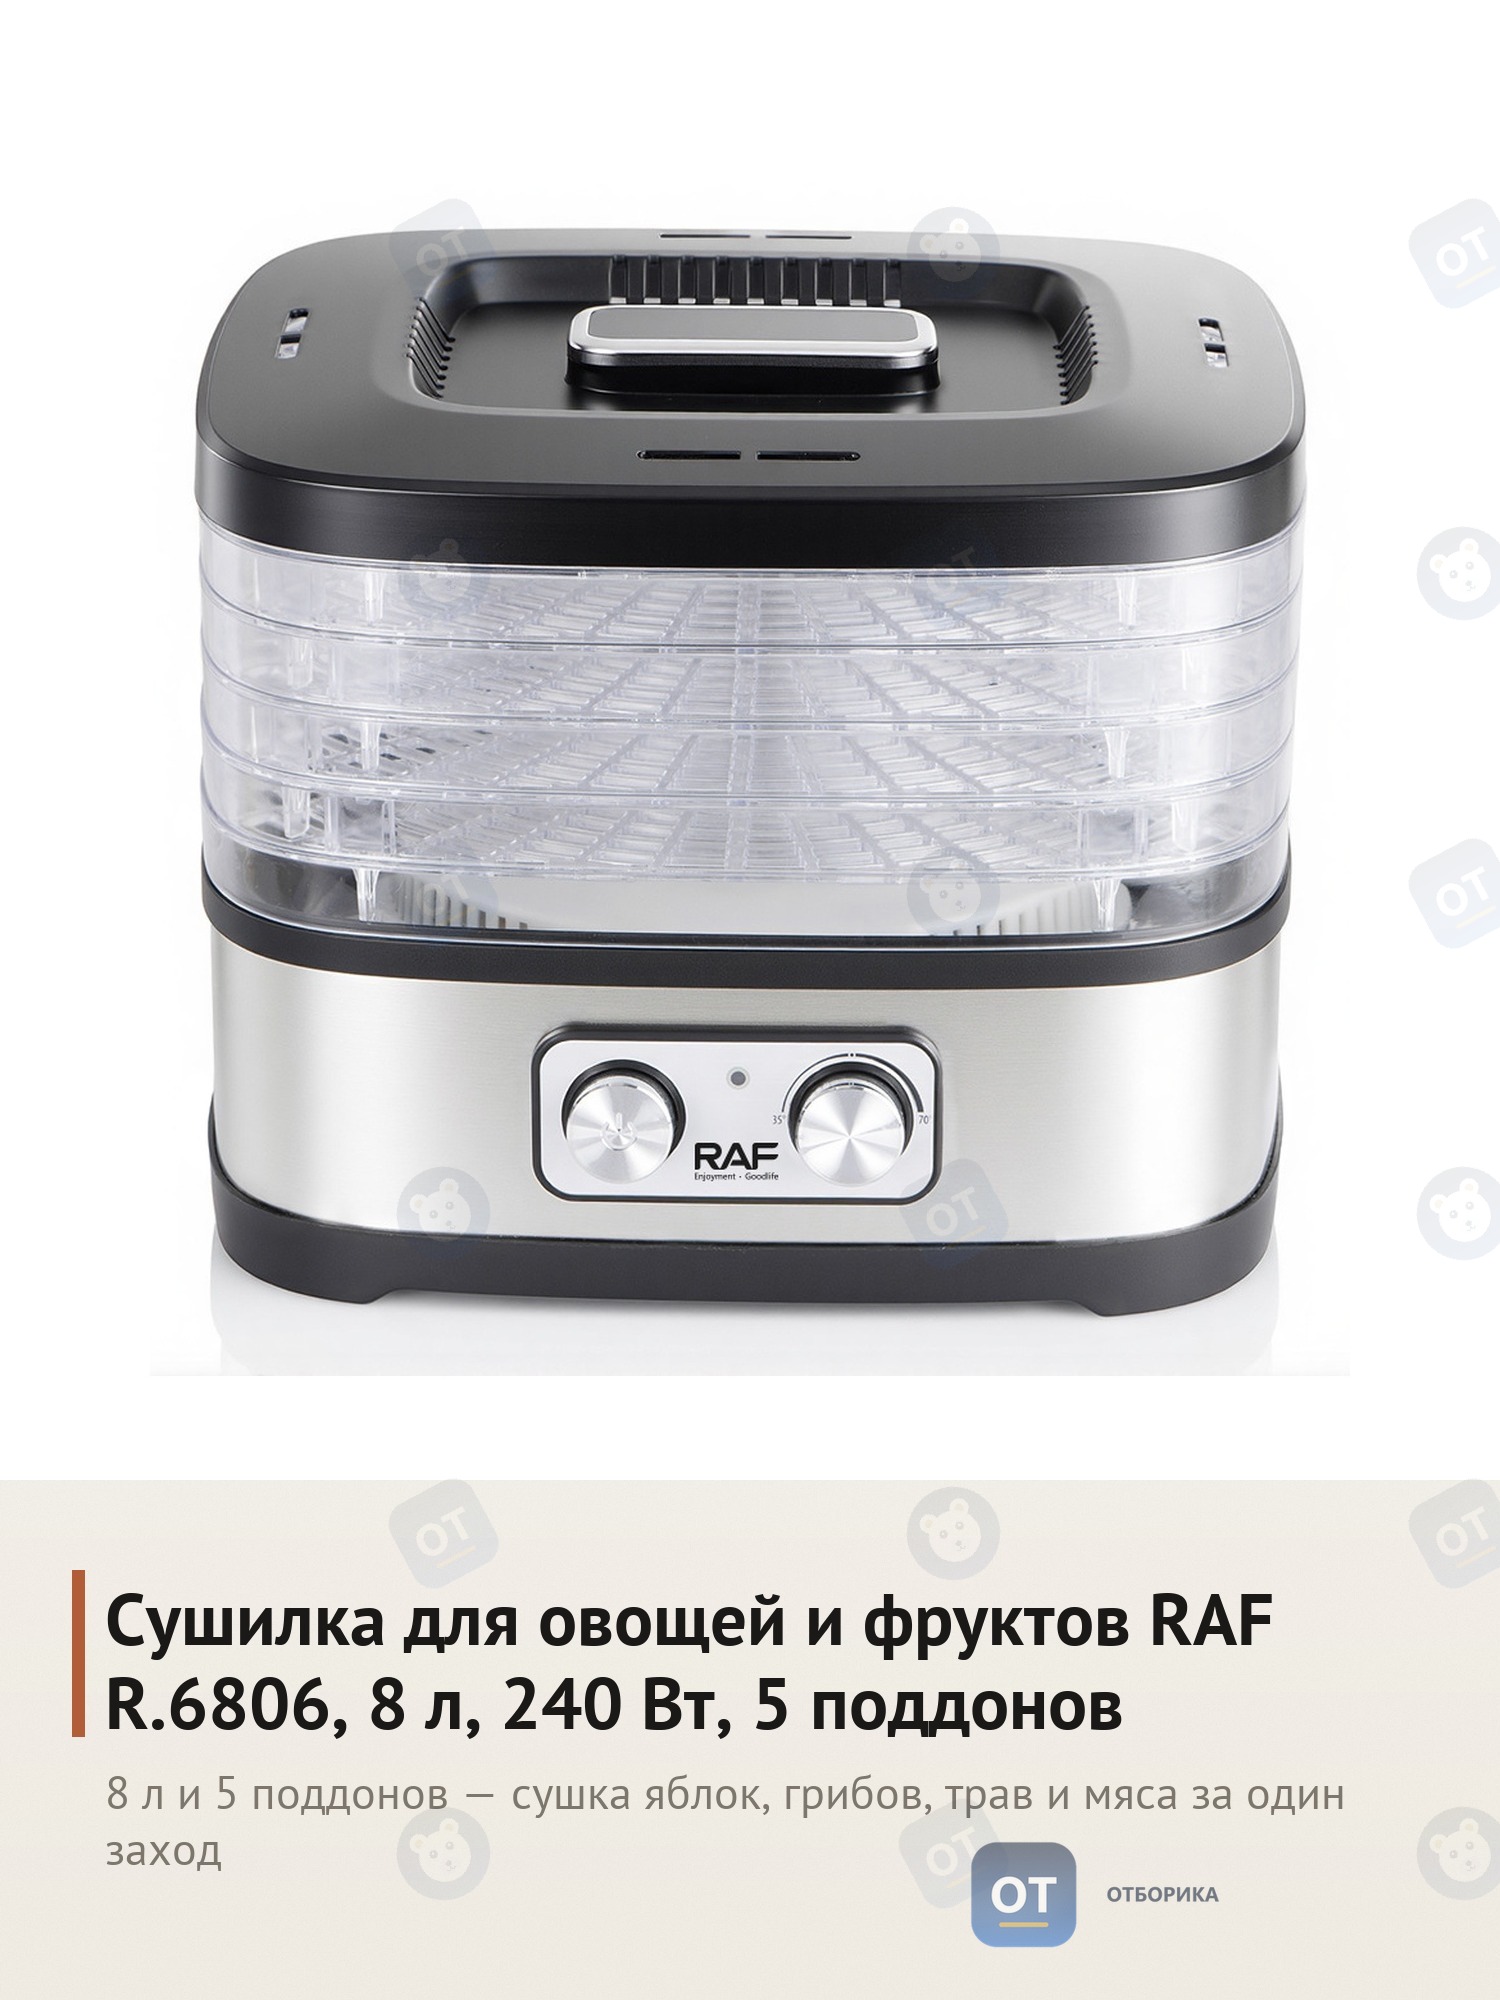 35°
70°
RAF
Enjoyment · Goodlife
Сушилка для овощей и фруктов RAF
R.6806, 8 л, 240 Вт, 5 поддонов
8 л и 5 поддонов — сушка яблок, грибов, трав и мяса за один
заход
ОТ
ОТБОРИКА